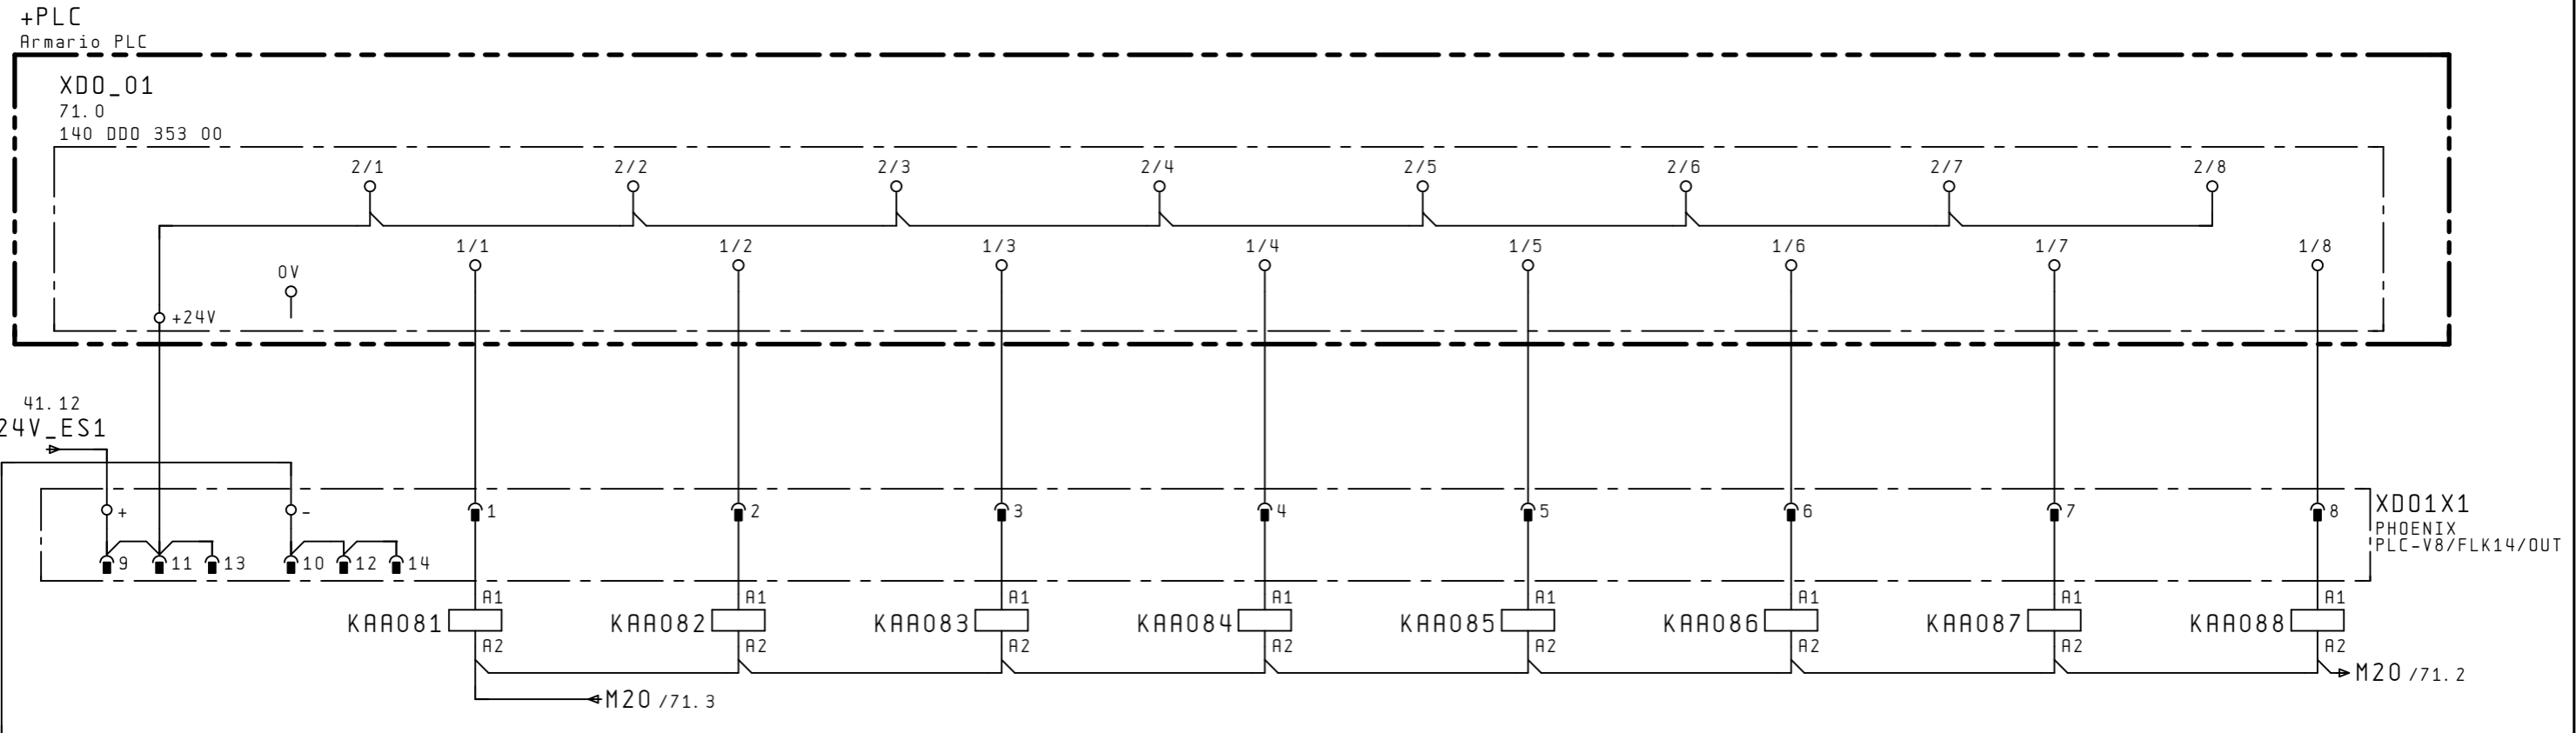 +PLC
Armario PLC
XDO_01
71.0
140 DDO 353 00
2/1 2/2 2/3 2/4 2/5 2/6 2/7 2/8
1/1 1/2 1/3 1/4 1/5 1/6 1/7 1/8
0V
+24V
41.12
24V_ES1
+ - 1 2 3 4 5 6 7 8
XDO1X1
PHOENIX
PLC-V8/FLK14/OUT
9 11 13 10 12 14
A1 A1 A1 A1 A1 A1 A1 A1
KAA081 KAA082 KAA083 KAA084 KAA085 KAA086 KAA087 KAA088
A2 A2 A2 A2 A2 A2 A2 A2
M20 /71.2
M20 /71.3